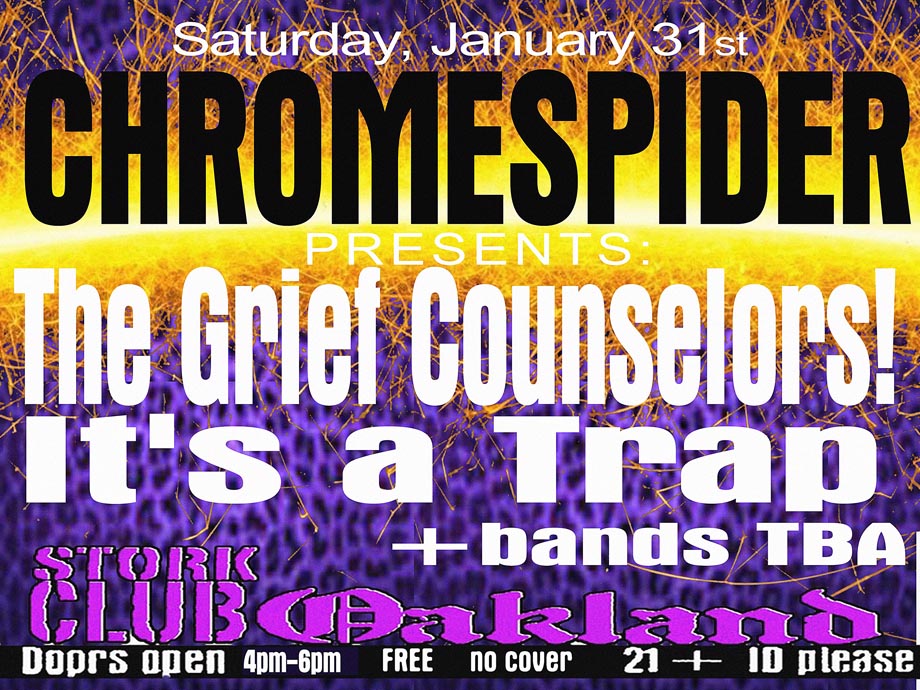 Saturday, January 31st
CHROMESPIDER
PRESENTS:
The Grief Counselors!
It's a Trap
+bands TBA
STORK
CLUB Oakland
Doors open 4pm-6pm FREE no cover 21 + ID please